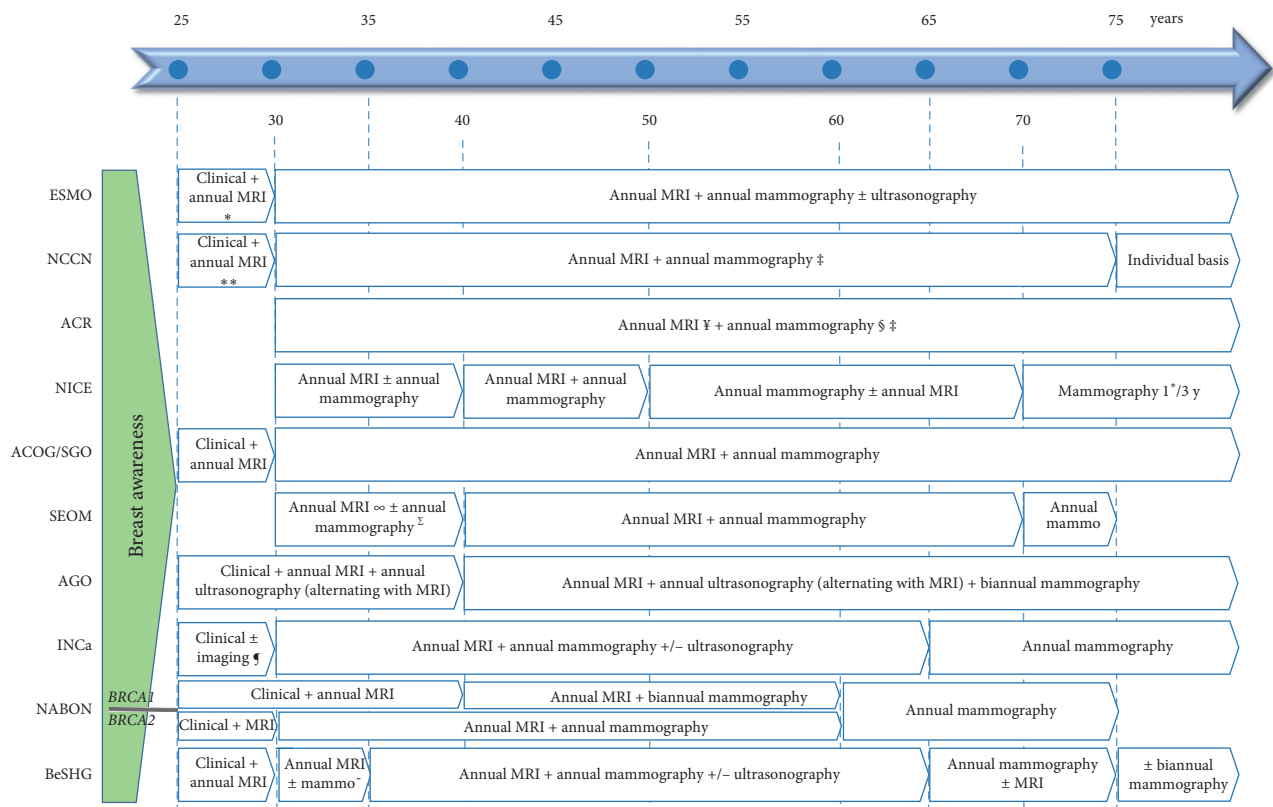 25 35 45 55 65 75 years
30 40 50 60 70
Breast awareness
ESMO
Clinical +
annual MRI
*
Annual MRI + annual mammography ± ultrasonography
NCCN
Clinical +
annual MRI
**
Annual MRI + annual mammography ‡
Individual basis
ACR
Annual MRI ¥ + annual mammography § ‡
NICE
Annual MRI ± annual
mammography
Annual MRI + annual
mammography
Annual mammography ± annual MRI
Mammography 1*/3 y
ACOG/SGO
Clinical +
annual MRI
Annual MRI + annual mammography
SEOM
Annual MRI ∞ ± annual
mammography Σ
Annual MRI + annual mammography
Annual
mammo
AGO
Clinical + annual MRI + annual
ultrasonography (alternating with MRI)
Annual MRI + annual ultrasonography (alternating with MRI) + biannual mammography
INCa
Clinical ±
imaging ¶
Annual MRI + annual mammography +/− ultrasonography
Annual mammography
NABON
BRCA1
BRCA2
Clinical + annual MRI
Annual MRI + biannual mammography
Clinical + MRI
Annual MRI + annual mammography
Annual mammography
BeSHG
Clinical +
annual MRI
Annual MRI
± mammo~
Annual MRI + annual mammography +/− ultrasonography
Annual mammography
± MRI
± biannual
mammography